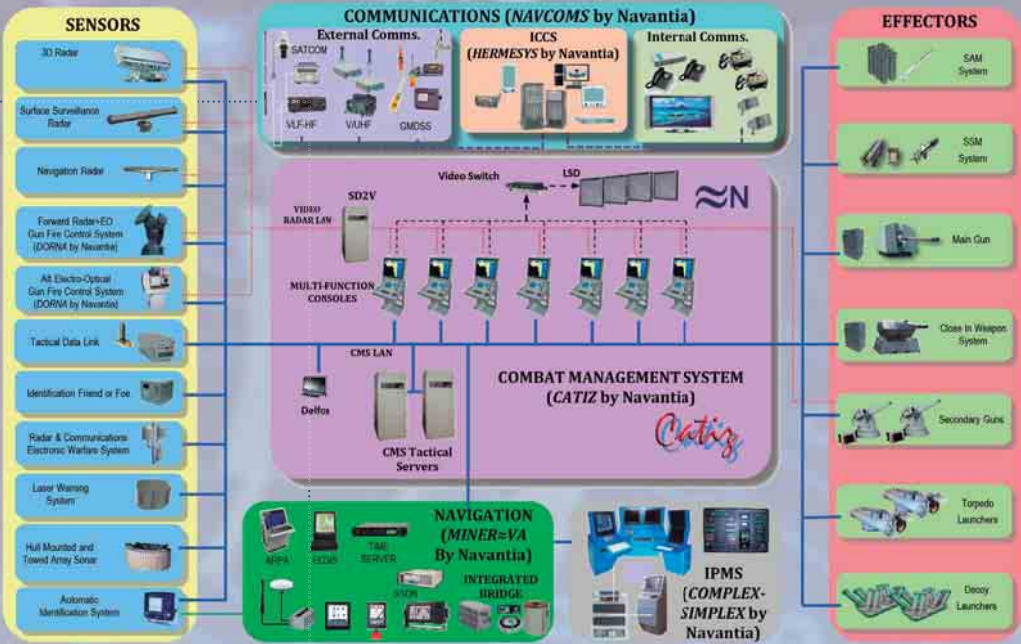 SENSORS
3D Radar
Surface Surveillance
Radar
Navigation Radar
Forward Radar+EO
Gun Fire Control System
(DORNA by Navantia)
Aft Electro-Optical
Gun Fire Control System
(DORNA by Navantia)
Tactical Data Link
Identification Friend or Foe
Radar & Communications
Electronic Warfare System
Laser Warning
System
Hull Mounted and
Towed Array Sonar
Automatic
Identification System
COMMUNICATIONS (NAVCOMS by Navantia)
External Comms.
SATCOM
VLF-HF
V/UHF
GMDSS
ICCS
(HERMESYS by Navantia)
Internal Comms.
Video Switch
LSD
≈N
SD2V
VIDEO
RADAR LAN
MULTI-FUNCTION
CONSOLES
CMS LAN
Delfos
CMS Tactical
Servers
COMBAT MANAGEMENT SYSTEM
(CATIZ by Navantia)
Catiz
NAVIGATION
(MINER≈VA
By Navantia)
ARPA
ECDIS
TIME
SERVER
INTEGRATED
BRIDGE
IPMS
(COMPLEX-
SIMPLEX by
Navantia)
EFFECTORS
SAM
System
SSM
System
Main Gun
Close In Weapon
System
Secondary Guns
Torpedo
Launchers
Decoy
Launchers